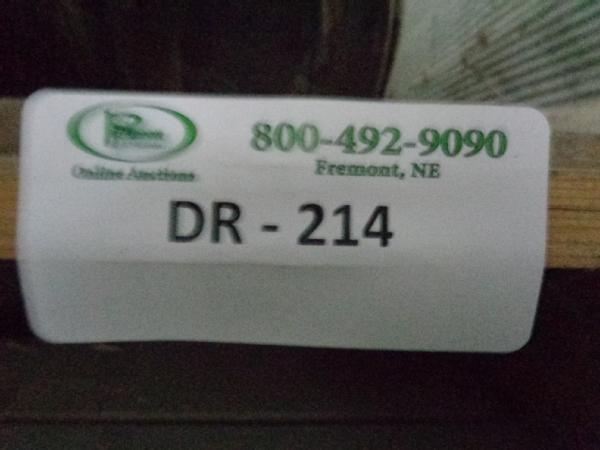 800-492-9090
Fremont, NE
Online Auctions
DR - 214